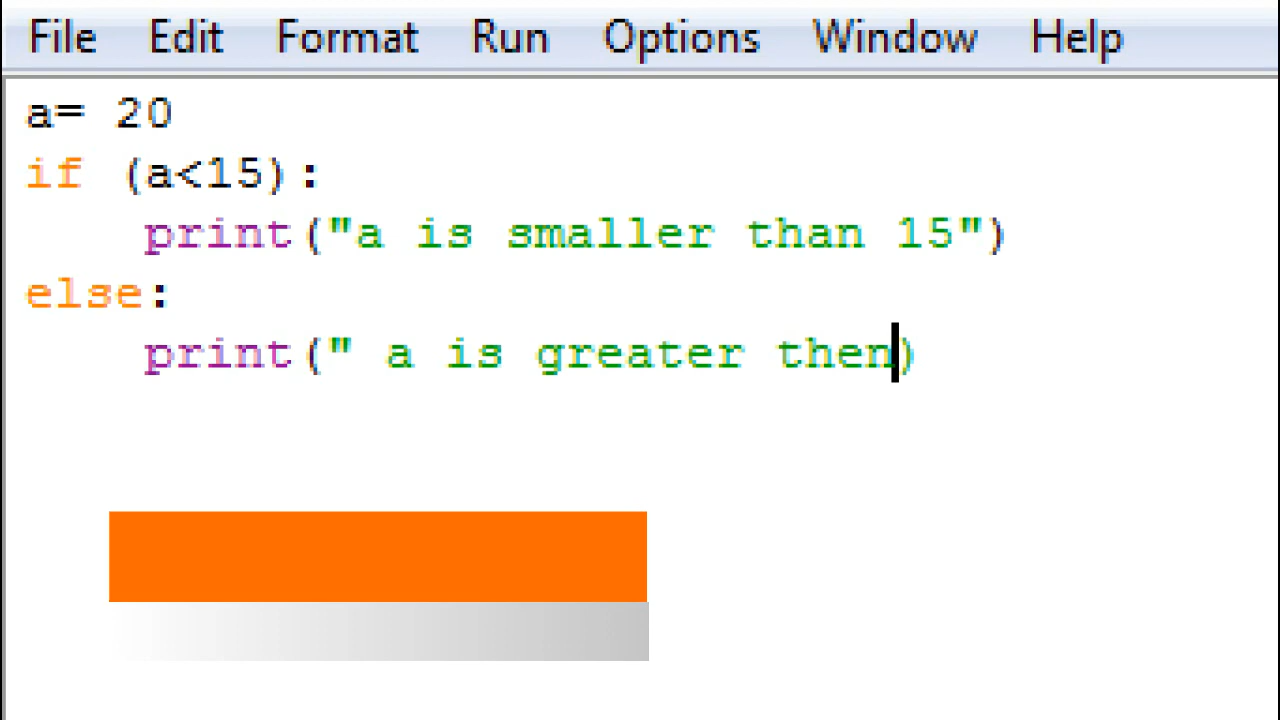 File Edit Format Run Options Window Help
a= 20
if (a<15):
    print("a is smaller than 15")
else:
    print(" a is greater then)